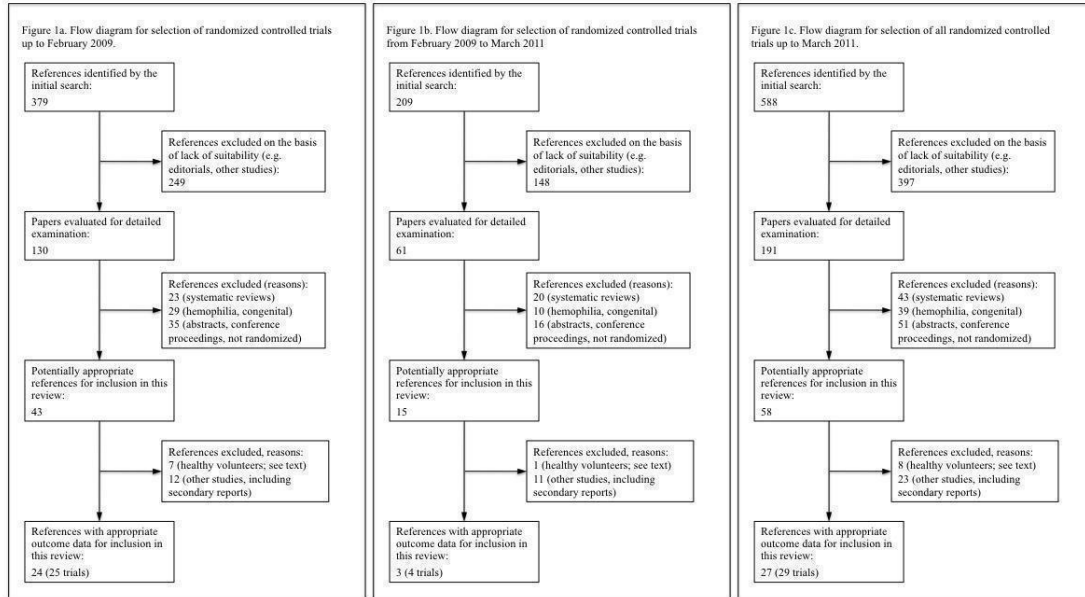 Figure 1a. Flow diagram for selection of randomized controlled trials
up to February 2009.
References identified by the
initial search:
379
References excluded on the basis
of lack of suitability (e.g.
editorials, other studies):
249
Papers evaluated for detailed
examination:
130
References excluded (reasons):
23 (systematic reviews)
29 (hemophilia, congenital)
35 (abstracts, conference
proceedings, not randomized)
Potentially appropriate
references for inclusion in this
review:
43
References excluded, reasons:
7 (healthy volunteers; see text)
12 (other studies, including
secondary reports)
References with appropriate
outcome data for inclusion in
this review:
24 (25 trials)
Figure 1b. Flow diagram for selection of randomized controlled trials
from February 2009 to March 2011
References identified by the
initial search:
209
References excluded on the basis
of lack of suitability (e.g.
editorials, other studies):
148
Papers evaluated for detailed
examination:
61
References excluded (reasons):
20 (systematic reviews)
10 (hemophilia, congenital)
16 (abstracts, conference
proceedings, not randomized)
Potentially appropriate
references for inclusion in this
review:
15
References excluded, reasons:
1 (healthy volunteers; see text)
11 (other studies, including
secondary reports)
References with appropriate
outcome data for inclusion in
this review:
3 (4 trials)
Figure 1c. Flow diagram for selection of all randomized controlled
trials up to March 2011.
References identified by the
initial search:
588
References excluded on the basis
of lack of suitability (e.g.
editorials, other studies):
397
Papers evaluated for detailed
examination:
191
References excluded (reasons):
43 (systematic reviews)
39 (hemophilia, congenital)
51 (abstracts, conference
proceedings, not randomized)
Potentially appropriate
references for inclusion in this
review:
58
References excluded, reasons:
8 (healthy volunteers; see text)
23 (other studies, including
secondary reports)
References with appropriate
outcome data for inclusion in
this review:
27 (29 trials)